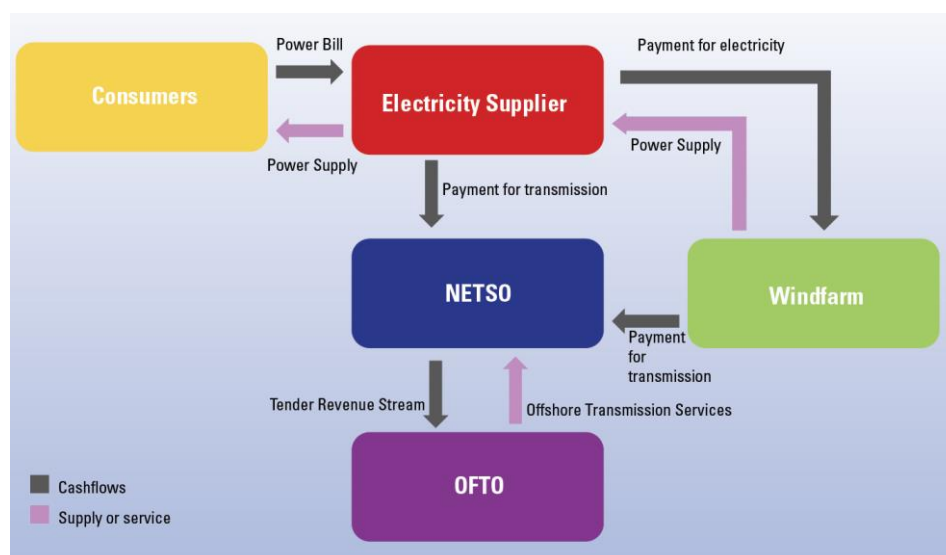 Power Bill
Payment for electricity
Consumers
Electricity Supplier
Power Supply
Power Supply
Payment for transmission
NETSO
Windfarm
Payment
for
transmission
Tender Revenue Stream
Offshore Transmission Services
OFTO
Cashflows
Supply or service